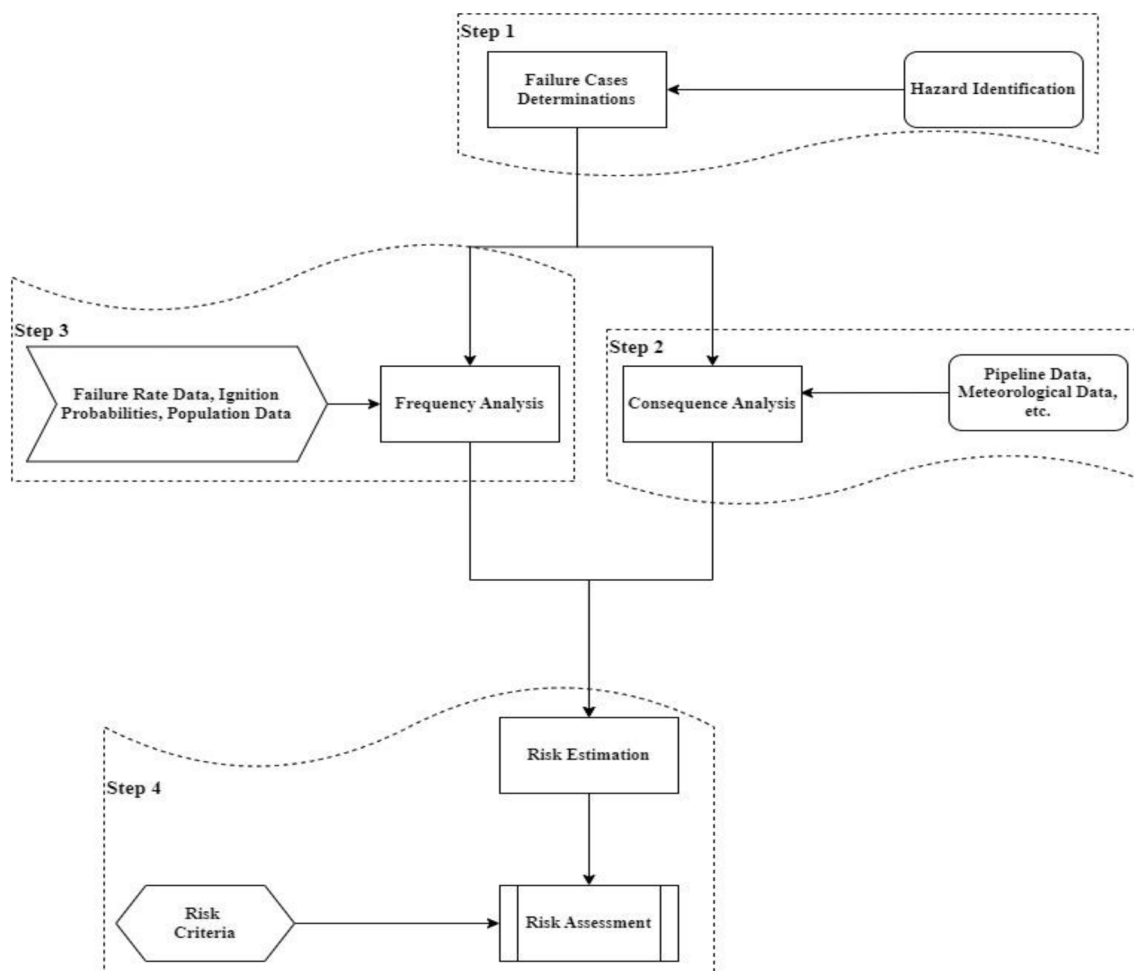 Step 1
Failure Cases
Determinations
Hazard Identification
Step 3
Failure Rate Data, Ignition
Probabilities, Population Data
Frequency Analysis
Step 2
Consequence Analysis
Pipeline Data,
Meteorological Data,
etc.
Risk Estimation
Step 4
Risk
Criteria
Risk Assessment